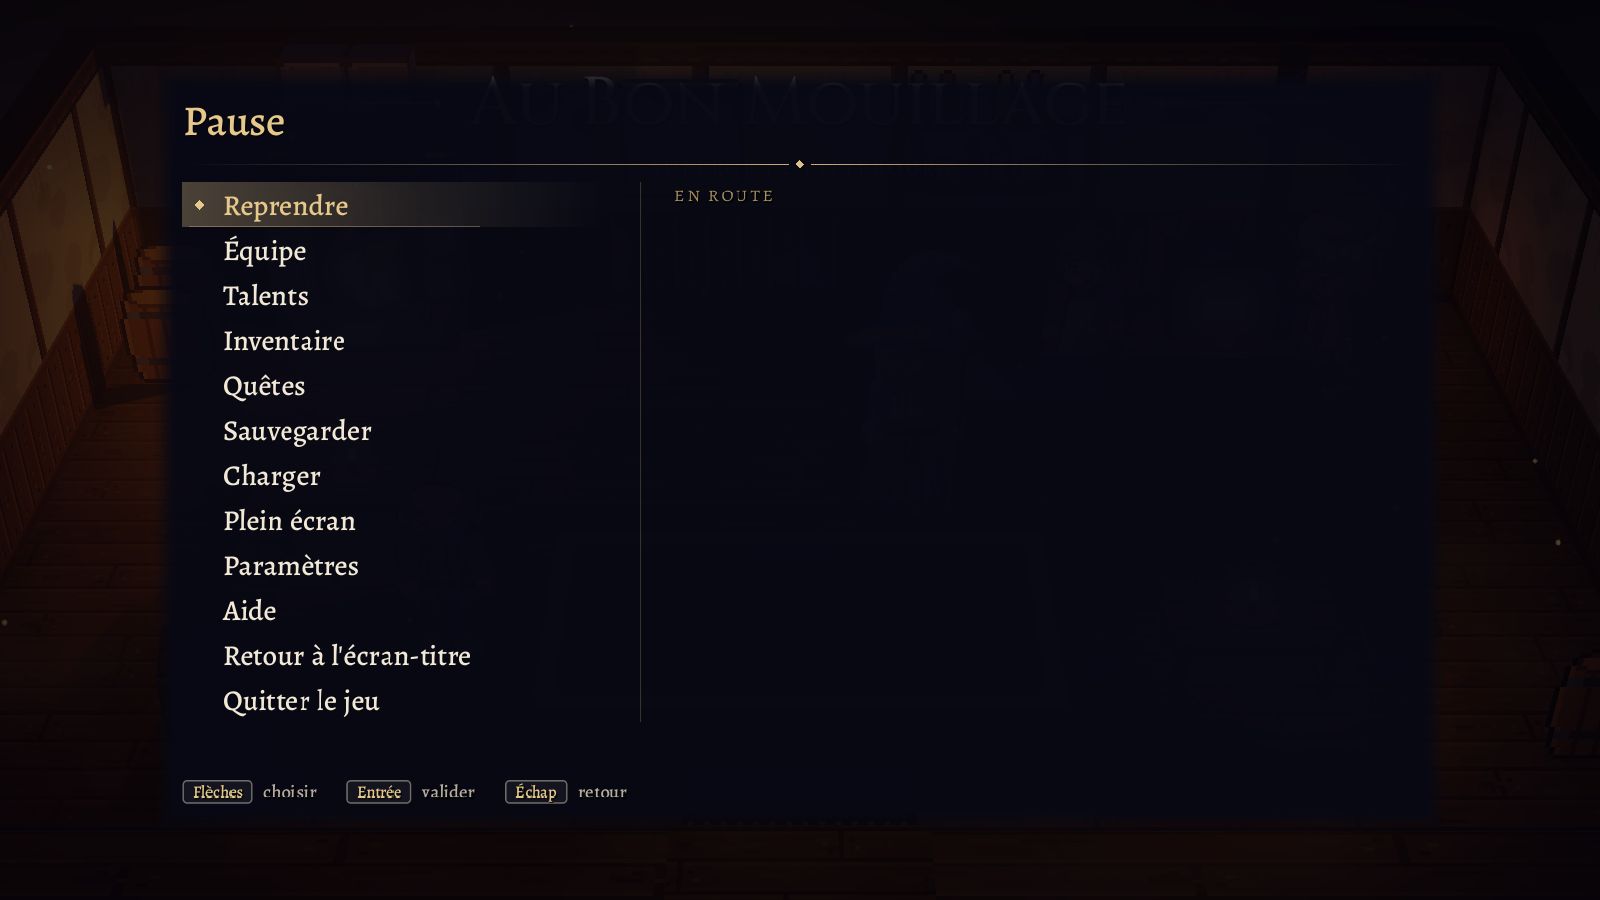 AU BON MOUILLAGE
Pause
Reprendre
Équipe
Talents
Inventaire
Quêtes
Sauvegarder
Charger
Plein écran
Paramètres
Aide
Retour à l'écran-titre
Quitter le jeu
EN ROUTE
Flèches choisir Entrée valider Échap retour